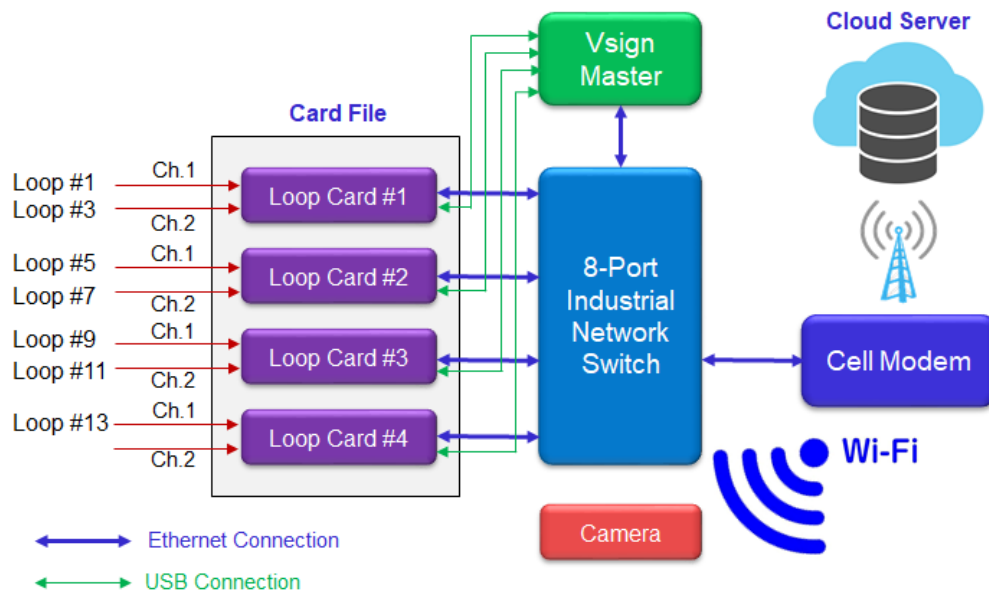 Cloud Server
Vsign
Master
Card File
Loop #1
Ch.1
Loop Card #1
Loop #3
Ch.2
Loop #5
Ch.1
Loop Card #2
Loop #7
Ch.2
Loop #9
Ch.1
Loop Card #3
Loop #11
Ch.2
Loop #13
Ch.1
Loop Card #4
Ch.2
8-Port
Industrial
Network
Switch
Cell Modem
Wi-Fi
Camera
Ethernet Connection
USB Connection